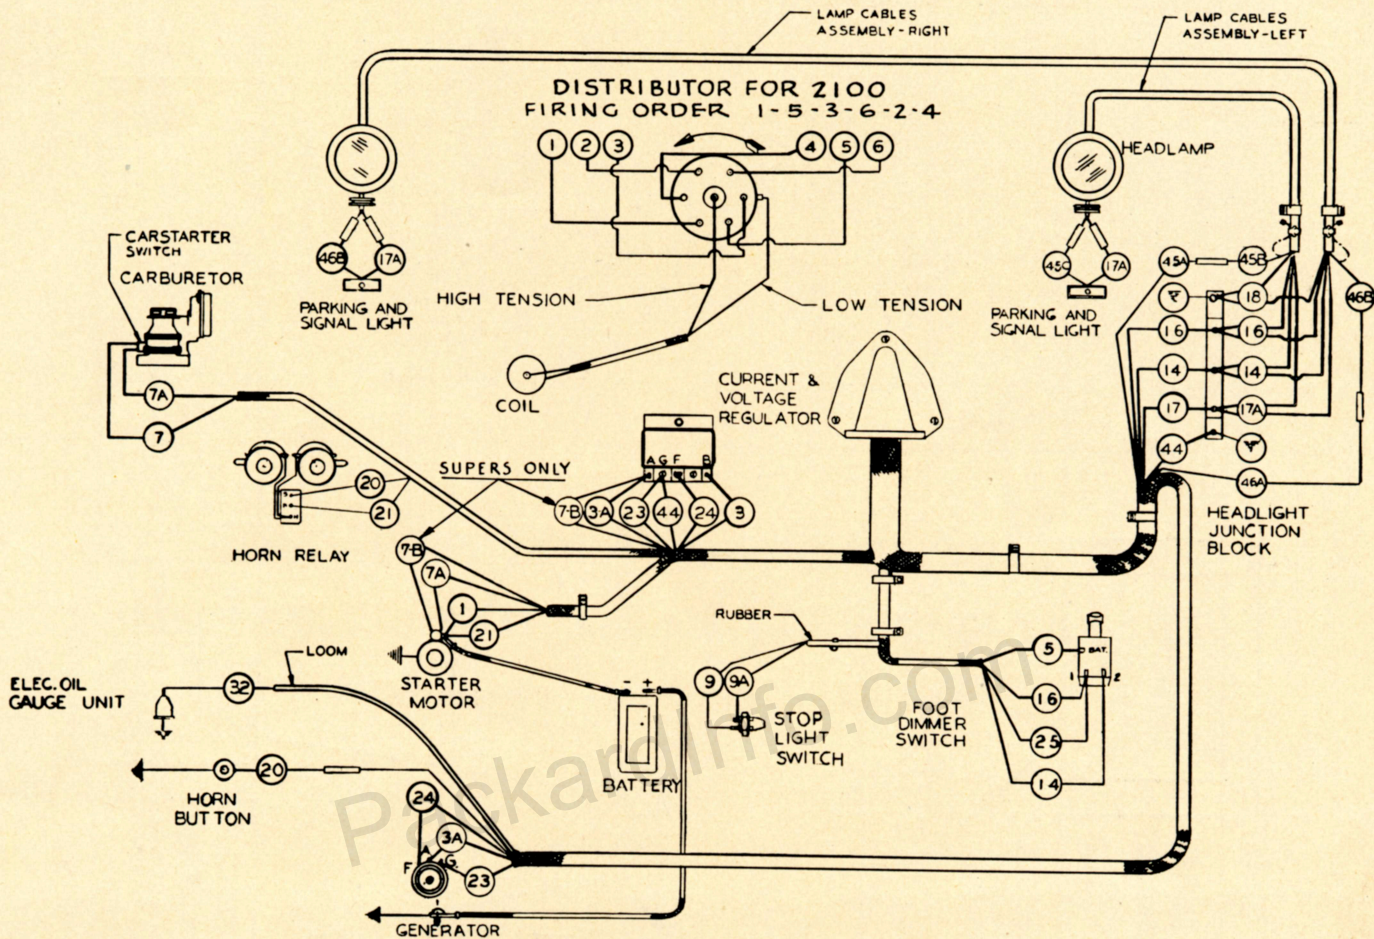 LAMP CABLES
ASSEMBLY-RIGHT
LAMP CABLES
ASSEMBLY-LEFT
DISTRIBUTOR FOR 2100
FIRING ORDER 1-5-3-6-2-4
1 2 3 4 5 6
HEADLAMP
CARSTARTER
SWITCH
CARBURETOR
46B 17A
PARKING AND
SIGNAL LIGHT
HIGH TENSION
LOW TENSION
45C 17A
PARKING AND
SIGNAL LIGHT
45A 45B
18
46B
16 16
14 14
17 17A
44
46A
HEADLIGHT
JUNCTION
BLOCK
COIL
CURRENT &
VOLTAGE
REGULATOR
7A
7
A G F B
SUPERS ONLY
20
21
HORN RELAY
7-B 3A 23 44 24 3
7-B
7A
1
21
STARTER
MOTOR
RUBBER
9 9A
STOP
LIGHT
SWITCH
5
BAT.
1 2
16
25
14
FOOT
DIMMER
SWITCH
LOOM
ELEC. OIL
GAUGE UNIT
32
- +
BATTERY
20
HORN
BUTTON
24
3A
F A G.
23
GENERATOR
PackardInfo.com